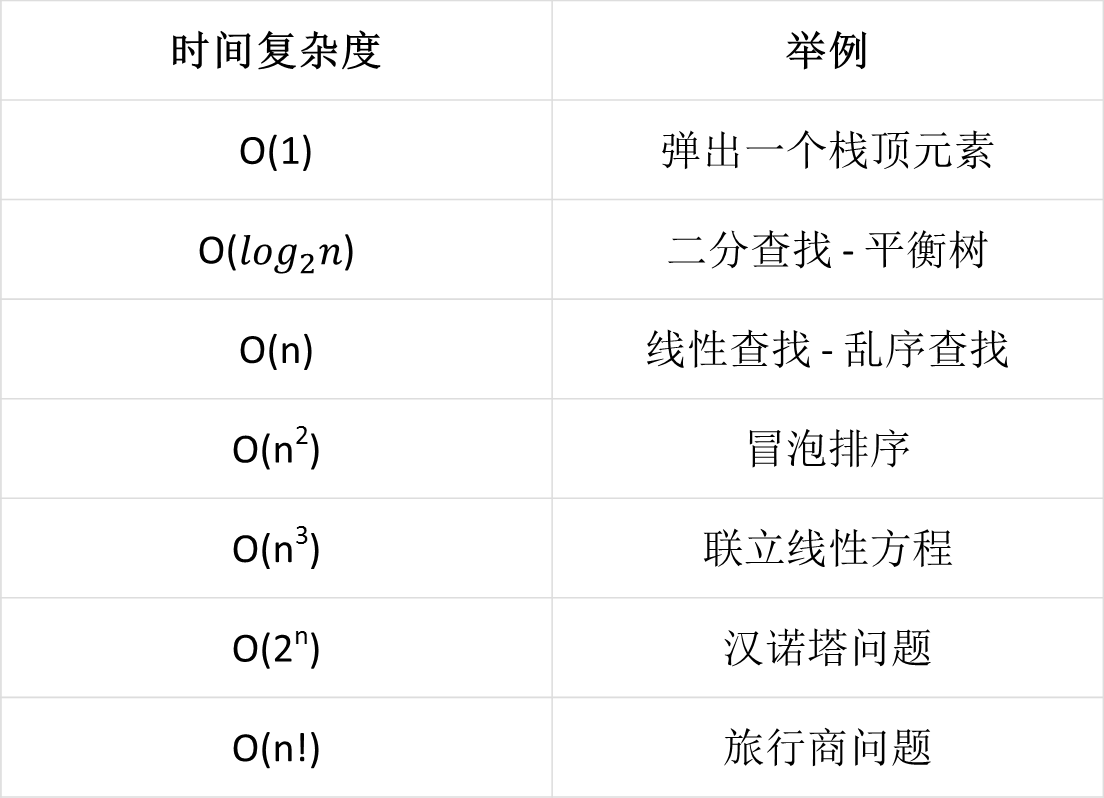 时间复杂度 举例
O(1) 弹出一个栈顶元素
O(log₂n) 二分查找 - 平衡树
O(n) 线性查找 - 乱序查找
O(n²) 冒泡排序
O(n³) 联立线性方程
O(2ⁿ) 汉诺塔问题
O(n!) 旅行商问题